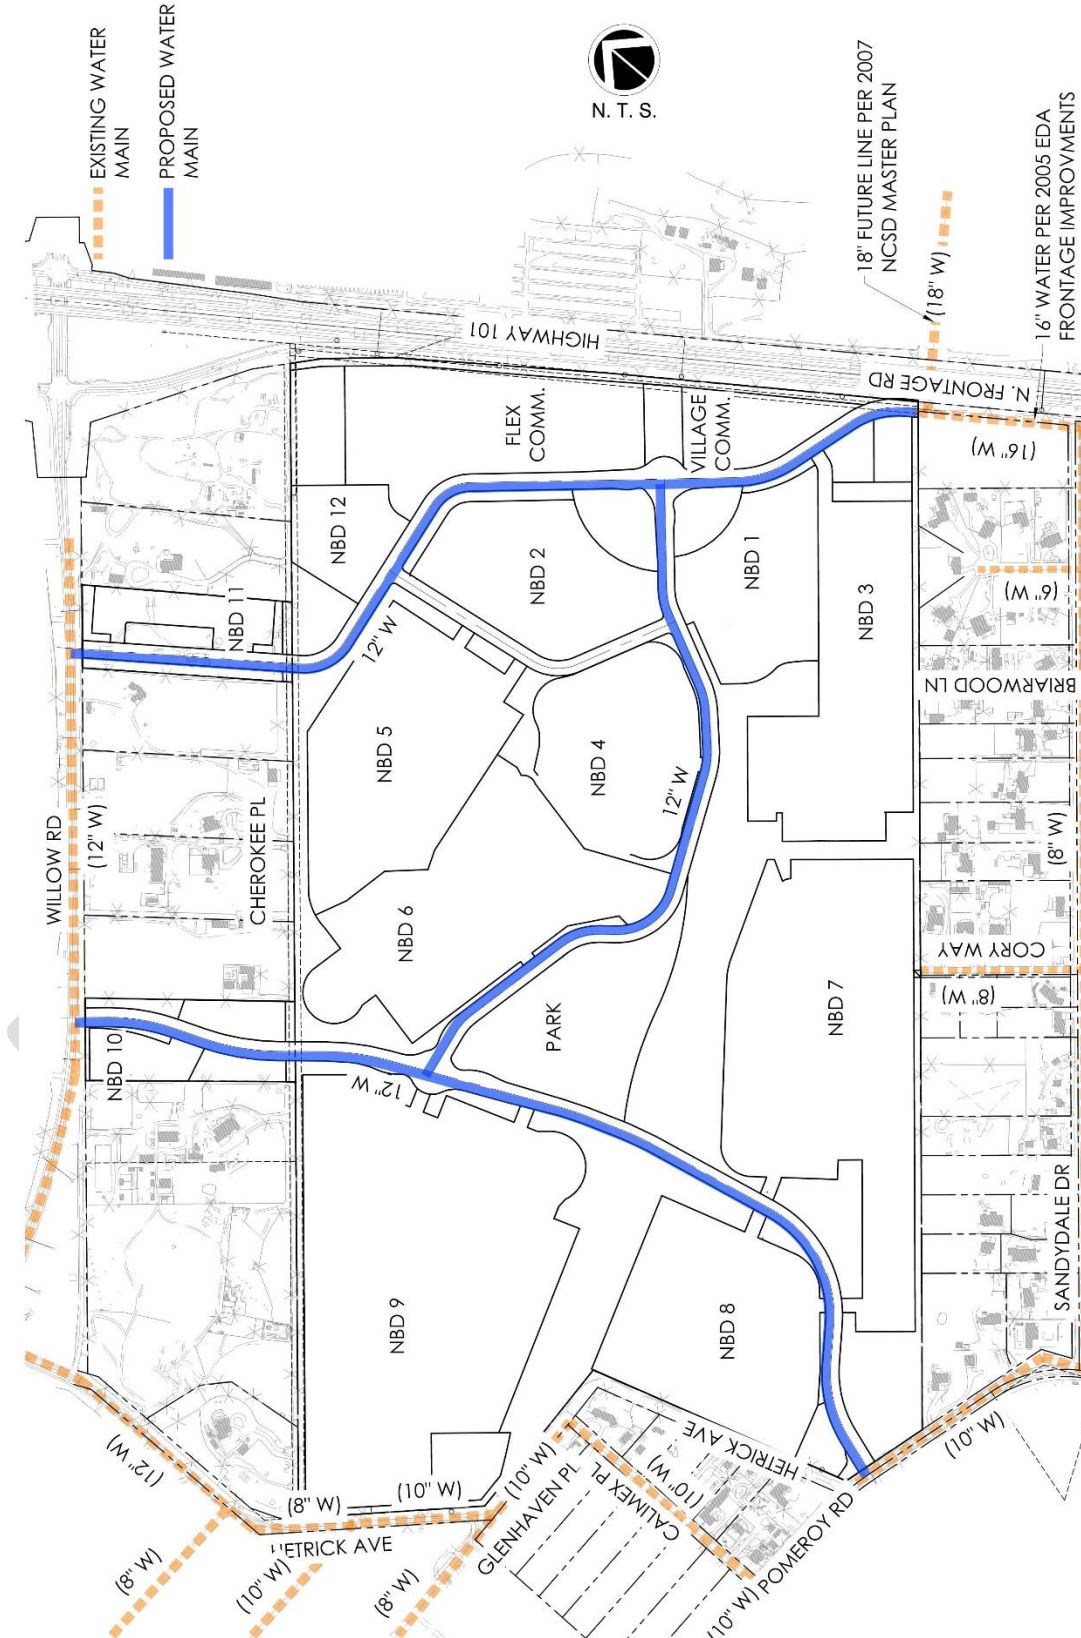 EXISTING WATER
MAIN
PROPOSED WATER
MAIN
N. T. S.
18" FUTURE LINE PER 2007
NCSD MASTER PLAN
(18" W)
16" WATER PER 2005 EDA
FRONTAGE IMPROVMENTS
HIGHWAY 101
N. FRONTAGE RD
(16" W)
FLEX
COMM.
VILLAGE
COMM.
NBD 12
NBD 2
NBD 1
NBD 3
(6" W)
NBD 11
12" W
BRIARWOOD LN
NBD 5
NBD 4
12" W
WILLOW RD
(12" W)
CHEROKEE PL
(8" W)
NBD 6
CORY WAY
(8" W)
NBD 7
PARK
NBD 10
12" W
SANDYDALE DR
NBD 9
NBD 8
(10" W)
HETRICK AVE
(12" W)
(8" W)
(10" W)
(10" W)
CALIMEX PL
(10" W)
GLENHAVEN PL
POMEROY RD
ETRICK AVE
(8" W)
(10" W)
(8" W)
(10" W)